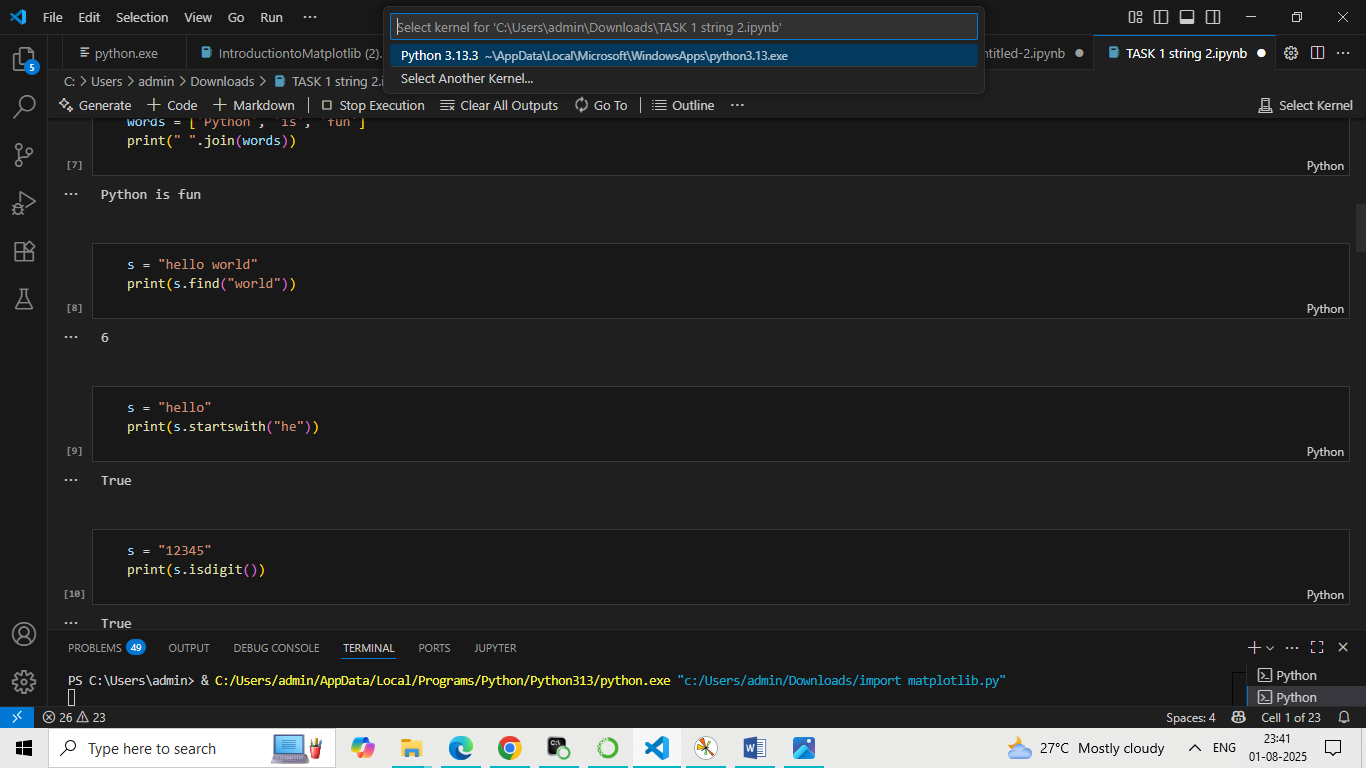 File Edit Selection View Go Run ···
Select kernel for 'C:\Users\admin\Downloads\TASK 1 string 2.ipynb'
Python 3.13.3 ~\AppData\Local\Microsoft\WindowsApps\python3.13.exe
Select Another Kernel...
python.exe IntroductiontoMatplotlib (2). ntitled-2.ipynb TASK 1 string 2.ipynb
C: > Users > admin > Downloads > TASK 1 string 2.i
Generate + Code + Markdown Stop Execution Clear All Outputs Go To Outline ··· Select Kernel
words = ['Python', 'is', 'fun']
print(" ".join(words))
[7] Python
Python is fun
s = "hello world"
print(s.find("world"))
[8] Python
6
s = "hello"
print(s.startswith("he"))
[9] Python
True
s = "12345"
print(s.isdigit())
[10] Python
True
5
PROBLEMS 49 OUTPUT DEBUG CONSOLE TERMINAL PORTS JUPYTER
PS C:\Users\admin> & C:/Users/admin/AppData/Local/Programs/Python/Python313/python.exe "c:/Users/admin/Downloads/import matplotlib.py"
Python
Python
26 23 Spaces: 4 Cell 1 of 23
Type here to search 27°C Mostly cloudy ENG 23:41
01-08-2025